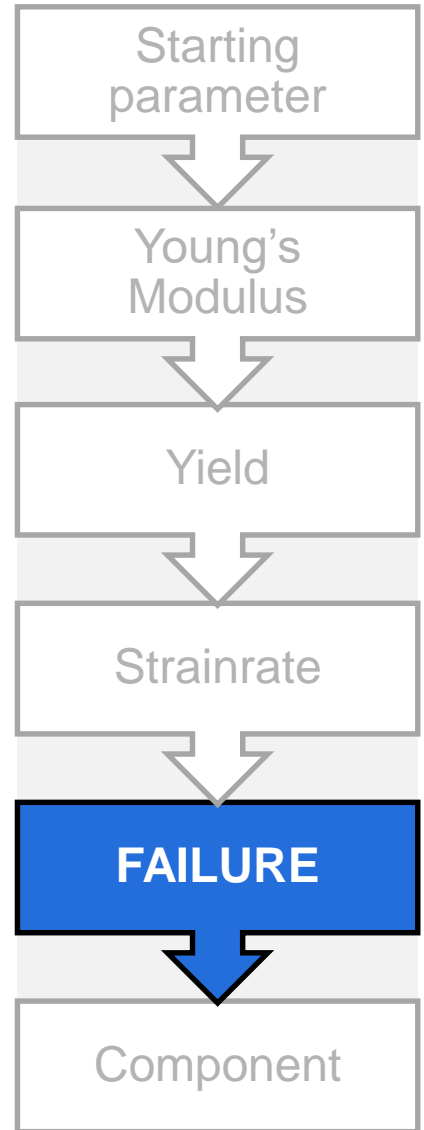 Starting
parameter
Young’s
Modulus
Yield
Strainrate
FAILURE
Component